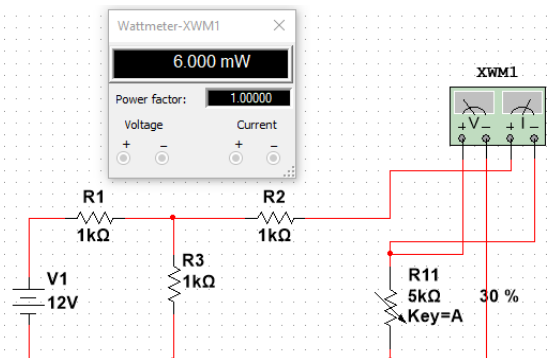 Wattmeter-XWM1
6.000 mW
Power factor: 1.00000
Voltage Current
+ − + −
XWM1
V I
+ − + −
R1
1kΩ
R2
1kΩ
R3
1kΩ
V1
12V
R11
5kΩ 30 %
Key=A